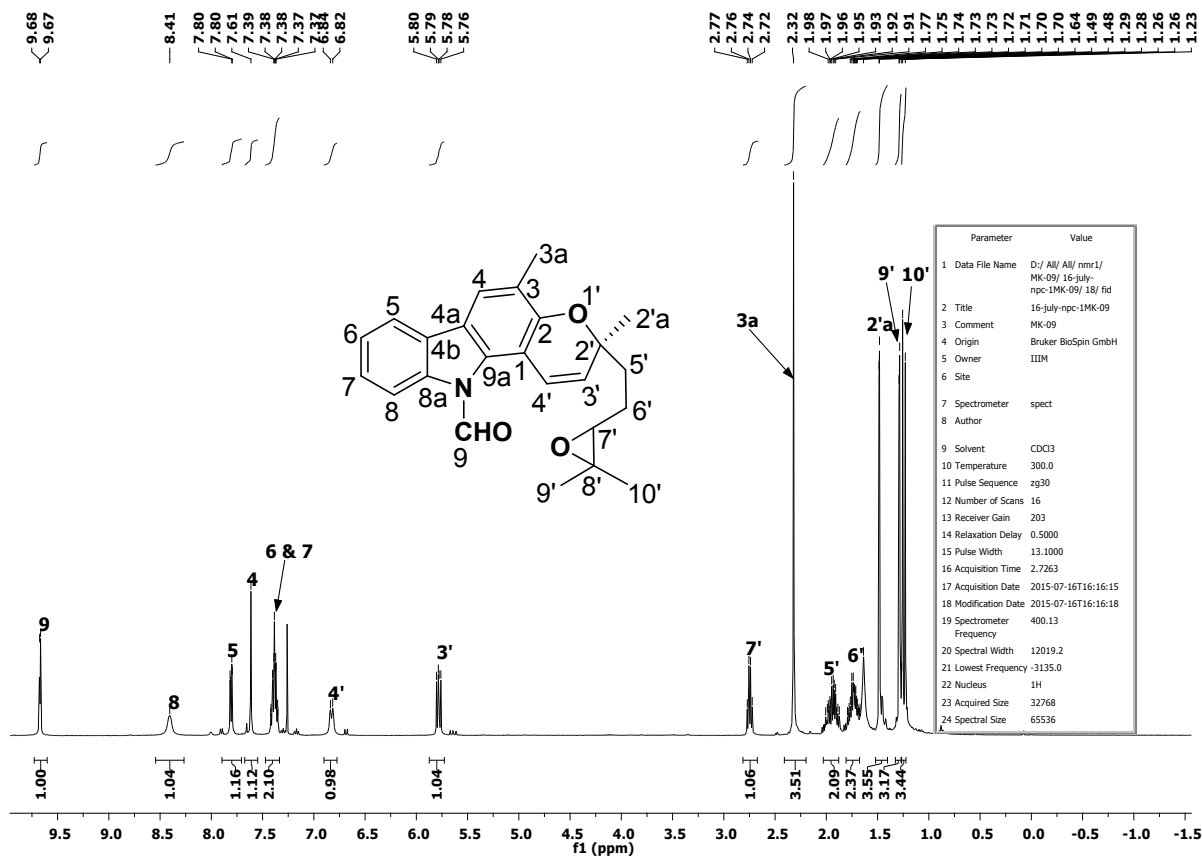 9.68
9.67
8.41
7.80
7.80
7.61
7.39
7.38
7.38
7.37
6.84
6.82
5.80
5.79
5.78
5.76
2.77
2.76
2.74
2.72
2.32
1.98
1.97
1.96
1.95
1.93
1.92
1.91
1.77
1.75
1.74
1.73
1.73
1.72
1.71
1.70
1.70
1.64
1.49
1.48
1.29
1.28
1.26
1.26
1.23
3a
4
3
1'
O
5
4a
2
2'a
6
4b
2'
5'
7
9a
1
3'
8a
N
4'
6'
8
CHO
O
7'
9
8'
9'
10'
3a
9' 10'
2'a
Parameter Value
1 Data File Name D:/ All/ All/ nmr1/
MK-09/ 16-july-
npc-1MK-09/ 18/ fid
2 Title 16-july-npc-1MK-09
3 Comment MK-09
4 Origin Bruker BioSpin GmbH
5 Owner IIIM
6 Site
7 Spectrometer spect
8 Author
9 Solvent CDCl3
10 Temperature 300.0
11 Pulse Sequence zg30
12 Number of Scans 16
13 Receiver Gain 203
14 Relaxation Delay 0.5000
15 Pulse Width 13.1000
16 Acquisition Time 2.7263
17 Acquisition Date 2015-07-16T16:16:15
18 Modification Date 2015-07-16T16:16:18
19 Spectrometer 400.13
Frequency
20 Spectral Width 12019.2
21 Lowest Frequency -3135.0
22 Nucleus 1H
23 Acquired Size 32768
24 Spectral Size 65536
9
8
5
4
6 & 7
4'
3'
7'
5'
6'
1.00
1.04
1.16
1.12
2.10
0.98
1.04
1.06
3.51
2.09
2.37
3.55
3.17
3.44
9.5 9.0 8.5 8.0 7.5 7.0 6.5 6.0 5.5 5.0 4.5 4.0 3.5 3.0 2.5 2.0 1.5 1.0 0.5 0.0 -0.5 -1.0 -1.5
f1 (ppm)